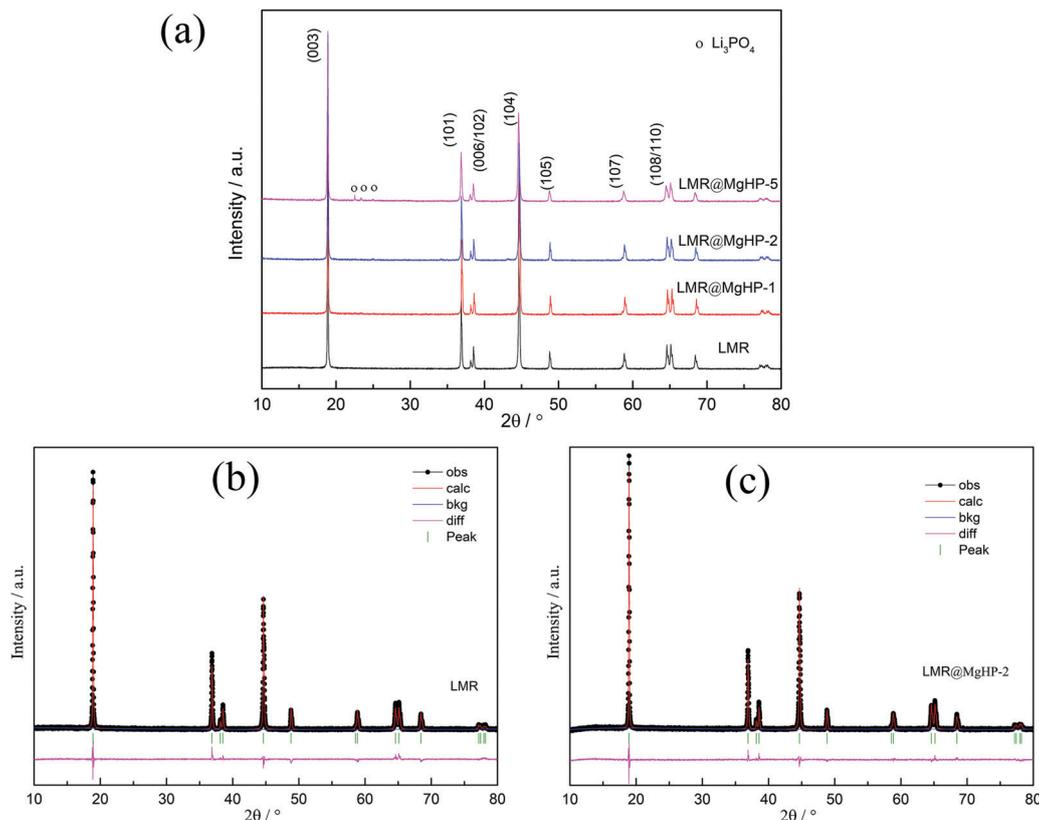 (a)
(003)
(101)
(006/102)
(104)
(105)
(107)
(108/110)
o Li₃PO₄
o o o
LMR@MgHP-5
LMR@MgHP-2
LMR@MgHP-1
LMR
Intensity / a.u.
10 20 30 40 50 60 70 80
2θ / °
(b)
obs
calc
bkg
diff
Peak
LMR
Intensity / a.u.
10 20 30 40 50 60 70 80
2θ / °
(c)
obs
calc
bkg
diff
Peak
LMR@MgHP-2
Intensity / a.u.
10 20 30 40 50 60 70 80
2θ / °